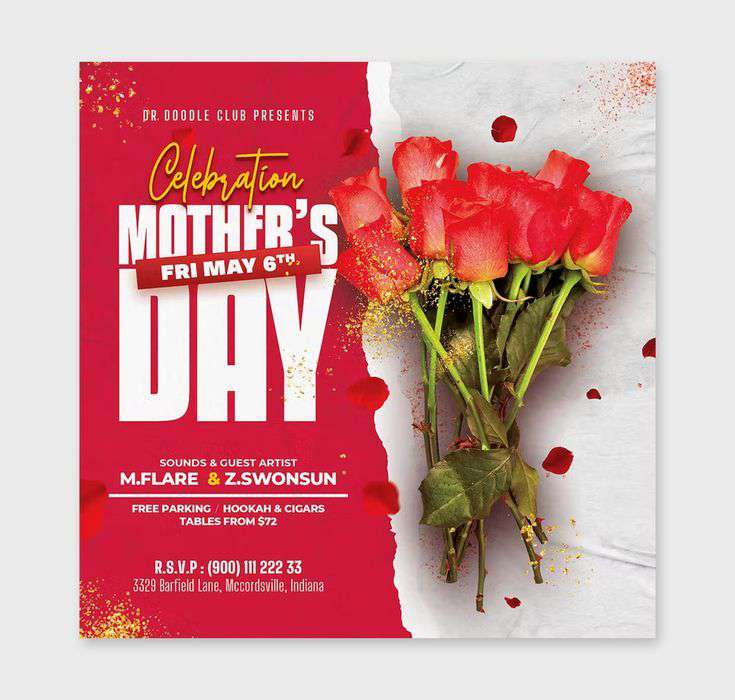 DR. DOODLE CLUB PRESENTS
Celebration
MOTHER'S
FRI MAY 6TH
DAY
SOUNDS & GUEST ARTIST
M.FLARE & Z.SWONSUN
FREE PARKING / HOOKAH & CIGARS
TABLES FROM $72
R.S.V.P : (900) 111 222 33
3329 Barfield Lane, Mccordsville, Indiana